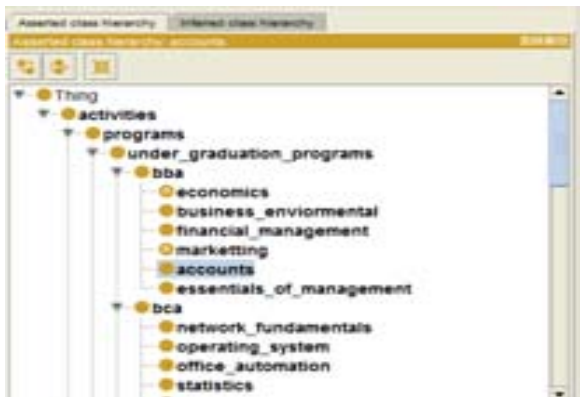 Asserted class hierarchy Inferred class hierarchy
Asserted class hierarchy: accounts
Thing
activities
programs
under_graduation_programs
bba
economics
business_enviormental
financial_management
marketting
accounts
essentials_of_management
bca
network_fundamentals
operating_system
office_automation
statistics